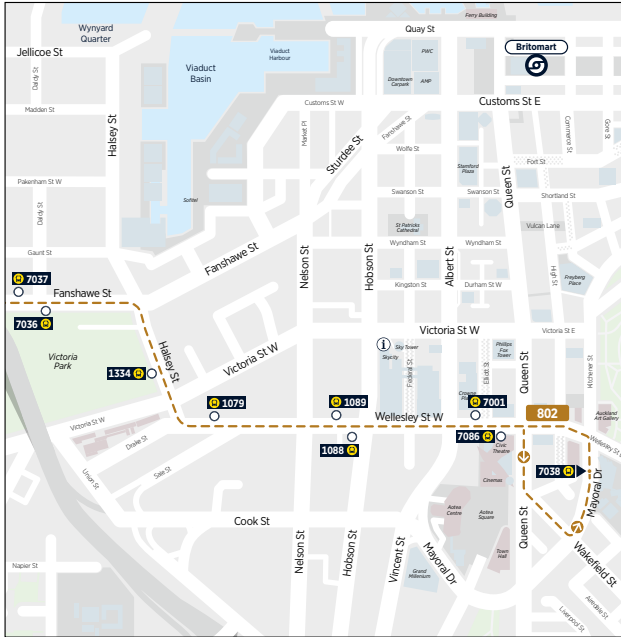 Ferry Building
Wynyard
Quarter
Jellicoe St
Quay St
Daldy St
Viaduct
Harbour
Viaduct
Basin
PWC
Britomart
Downtown
Carpark
AMP
Madden St
Halsey St
Customs St W
Customs St E
Market Pl
Sturdee St
Fanshawe St
Commerce St
Gore St
Wolfe St
Fort St
Stamford
Plaza
Queen St
Pakenham St W
Swanson St
Swanson St
Shortland St
Daldy St
Sofitel
St Patricks
Cathedral
Vulcan Lane
Gaunt St
Fanshawe St
Nelson St
Hobson St
Wyndham St
Albert St
Wyndham St
High St
Freyberg
Place
7037
Kingston St
Durham St W
Fanshawe St
7036
Victoria St W
Victoria St E
Victoria
Park
Halsey St
Victoria St W
i
Sky Tower
Skycity
Phillips
Fox
Tower
1334
Federal St
Elliott St
Queen St
Kitchener St
1079
1089
7001
802
Auckland
Art Gallery
Victoria St W
Wellesley St W
Drake St
1088
7086
Civic
Theatre
Wellesley St
Union St
Sale St
Cinemas
7038
Mayoral Dr
Aotea
Centre
Aotea
Square
Cook St
Queen St
Nelson St
Hobson St
Vincent St
Mayoral Dr
Town
Hall
Wakefield St
Napier St
Grand
Millenium
Airedale St
Liverpool St